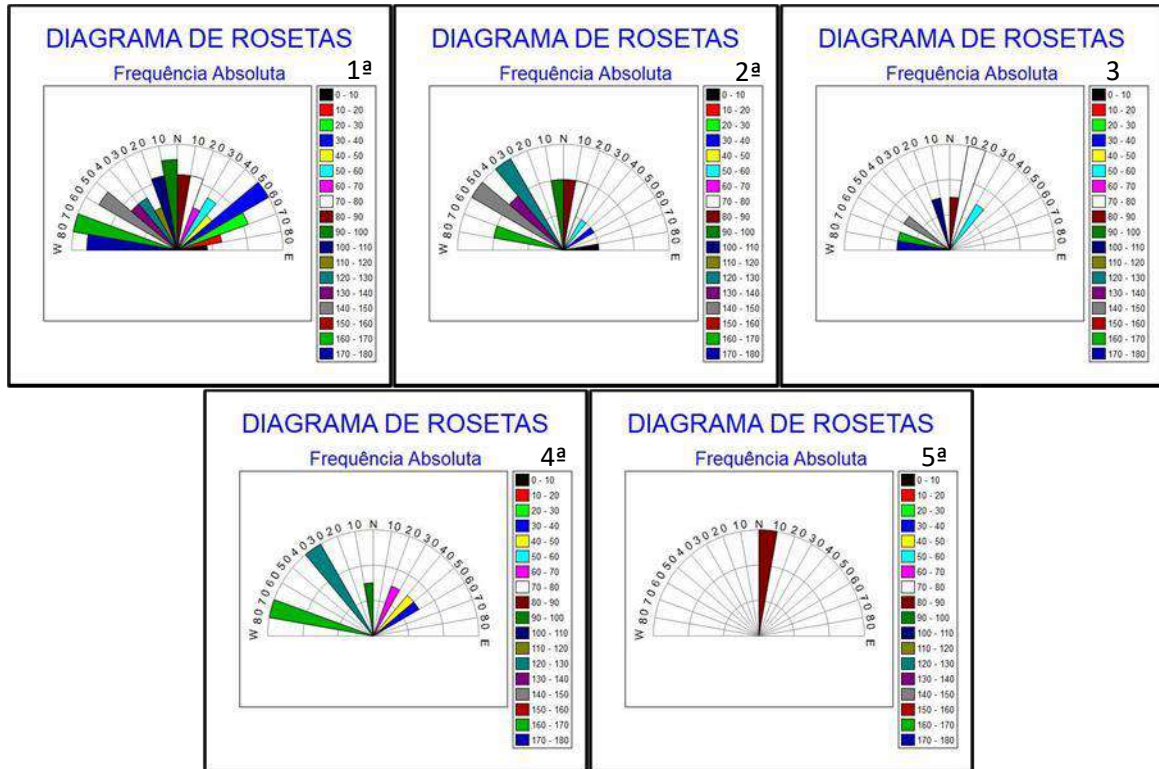 DIAGRAMA DE ROSETAS
Frequência Absoluta 1ª
W 80 70 60 50 40 30 20 10 N 10 20 30 40 50 60 70 80 E
0 - 10
10 - 20
20 - 30
30 - 40
40 - 50
50 - 60
60 - 70
70 - 80
80 - 90
90 - 100
100 - 110
110 - 120
120 - 130
130 - 140
140 - 150
150 - 160
160 - 170
170 - 180
DIAGRAMA DE ROSETAS
Frequência Absoluta 2ª
W 80 70 60 50 40 30 20 10 N 10 20 30 40 50 60 70 80 E
0 - 10
10 - 20
20 - 30
30 - 40
40 - 50
50 - 60
60 - 70
70 - 80
80 - 90
90 - 100
100 - 110
110 - 120
120 - 130
130 - 140
140 - 150
150 - 160
160 - 170
170 - 180
DIAGRAMA DE ROSETAS
Frequência Absoluta 3
W 80 70 60 50 40 30 20 10 N 10 20 30 40 50 60 70 80 E
0 - 10
10 - 20
20 - 30
30 - 40
40 - 50
50 - 60
60 - 70
70 - 80
80 - 90
90 - 100
100 - 110
110 - 120
120 - 130
130 - 140
140 - 150
150 - 160
160 - 170
170 - 180
DIAGRAMA DE ROSETAS
Frequência Absoluta 4ª
W 80 70 60 50 40 30 20 10 N 10 20 30 40 50 60 70 80 E
0 - 10
10 - 20
20 - 30
30 - 40
40 - 50
50 - 60
60 - 70
70 - 80
80 - 90
90 - 100
100 - 110
110 - 120
120 - 130
130 - 140
140 - 150
150 - 160
160 - 170
170 - 180
DIAGRAMA DE ROSETAS
Frequência Absoluta 5ª
W 80 70 60 50 40 30 20 10 N 10 20 30 40 50 60 70 80 E
0 - 10
10 - 20
20 - 30
30 - 40
40 - 50
50 - 60
60 - 70
70 - 80
80 - 90
90 - 100
100 - 110
110 - 120
120 - 130
130 - 140
140 - 150
150 - 160
160 - 170
170 - 180